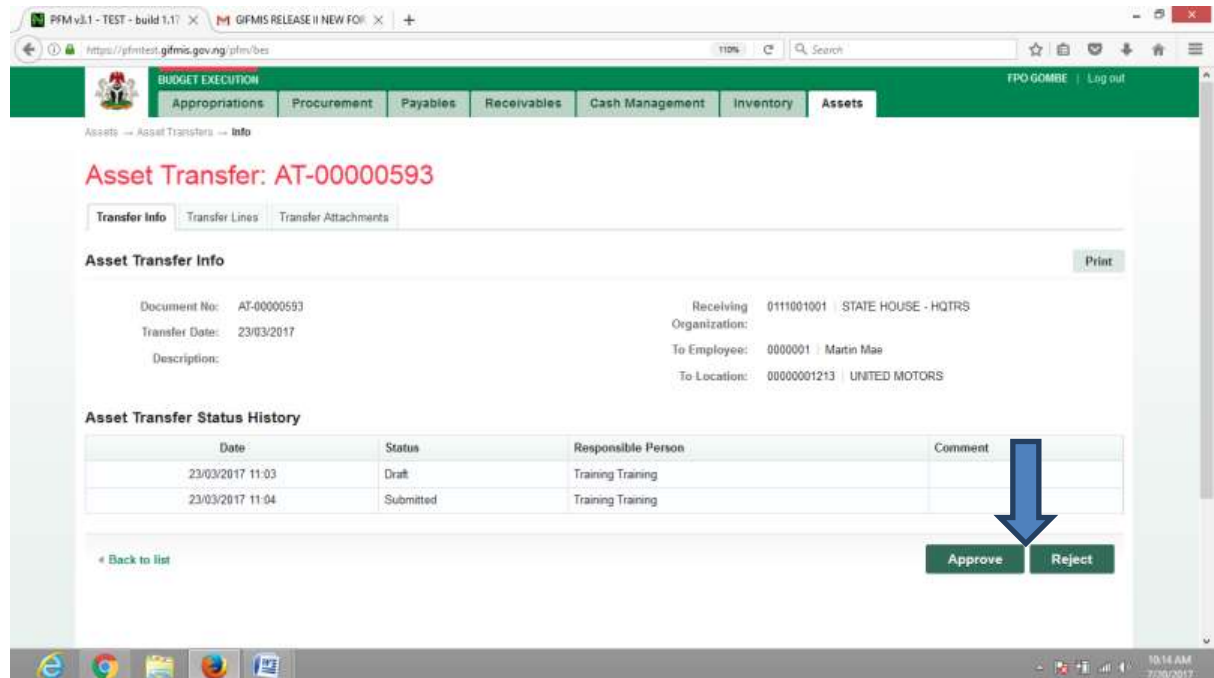 PFM v3.1 - TEST - build 1.1
GIFMIS RELEASE II NEW FOR
https://pfmtest.gifmis.gov.ng/pfm/bes
110%
Search
BUDGET EXECUTION
FPO GOMBE | Log out
Appropriations Procurement Payables Receivables Cash Management Inventory Assets
Assets → Asset Transfers → Info
Asset Transfer: AT-00000593
Transfer Info Transfer Lines Transfer Attachments
Asset Transfer Info
Print
Document No: AT-00000593
Transfer Date: 23/03/2017
Description:
Receiving Organization: 0111001001 | STATE HOUSE - HQTRS
To Employee: 0000001 | Martin Mae
To Location: 00000001213 | UNITED MOTORS
Asset Transfer Status History
Date Status Responsible Person Comment
23/03/2017 11:03 Draft Training Training
23/03/2017 11:04 Submitted Training Training
« Back to list
Approve Reject
10:14 AM
7/20/2017